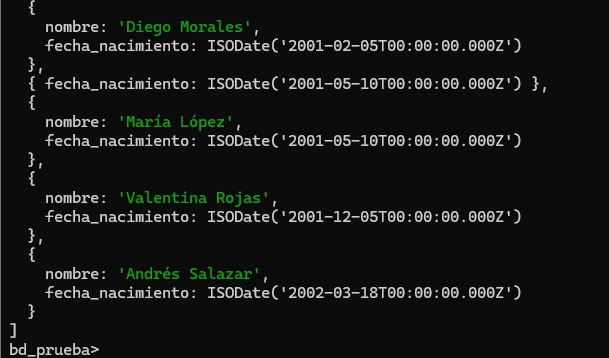 {
nombre: 'Diego Morales',
fecha_nacimiento: ISODate('2001-02-05T00:00:00.000Z')
},
{ fecha_nacimiento: ISODate('2001-05-10T00:00:00.000Z') },
{
nombre: 'María López',
fecha_nacimiento: ISODate('2001-05-10T00:00:00.000Z')
},
{
nombre: 'Valentina Rojas',
fecha_nacimiento: ISODate('2001-12-05T00:00:00.000Z')
},
{
nombre: 'Andrés Salazar',
fecha_nacimiento: ISODate('2002-03-18T00:00:00.000Z')
}
]
bd_prueba>